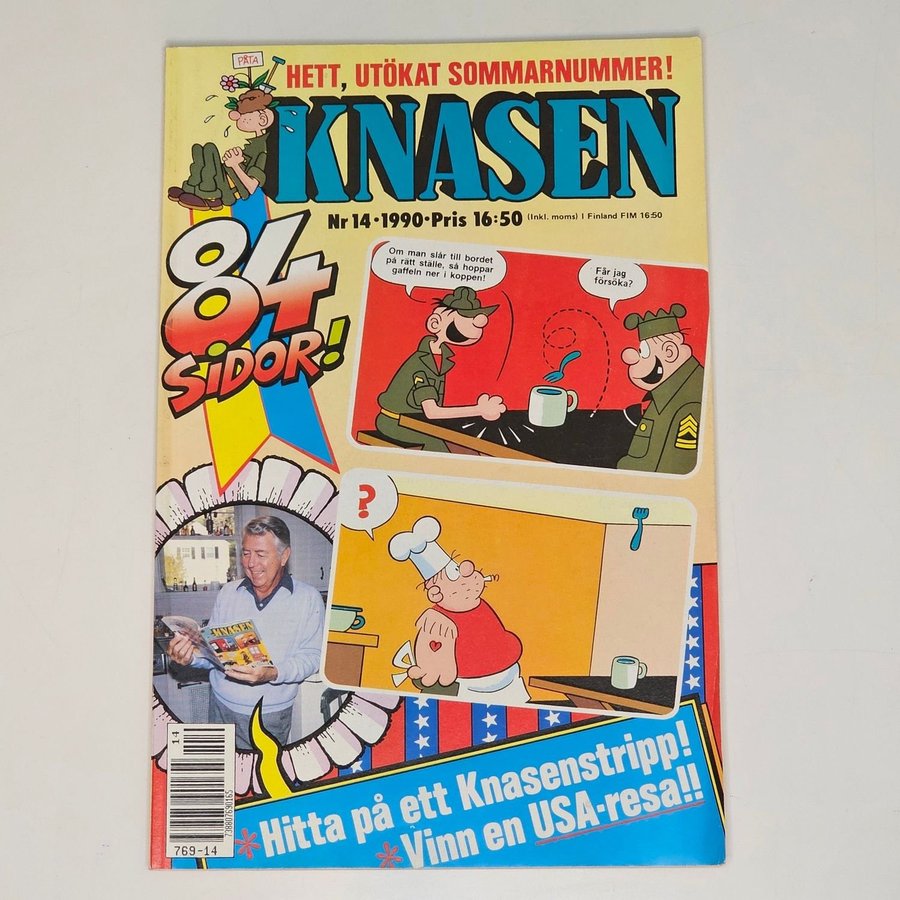 PÅTA
HETT, UTÖKAT SOMMARNUMMER!
KNASEN
Nr 14·1990·Pris 16:50 (Inkl. moms) I Finland FIM 16:50
84
SIDOR!
Om man slår till bordet
på rätt ställe, så hoppar
gaffeln ner i koppen!
Får jag
försöka?
?
KNASEN
14
7388077690165
769-14
*Hitta på ett Knasenstripp!
*Vinn en USA-resa!!